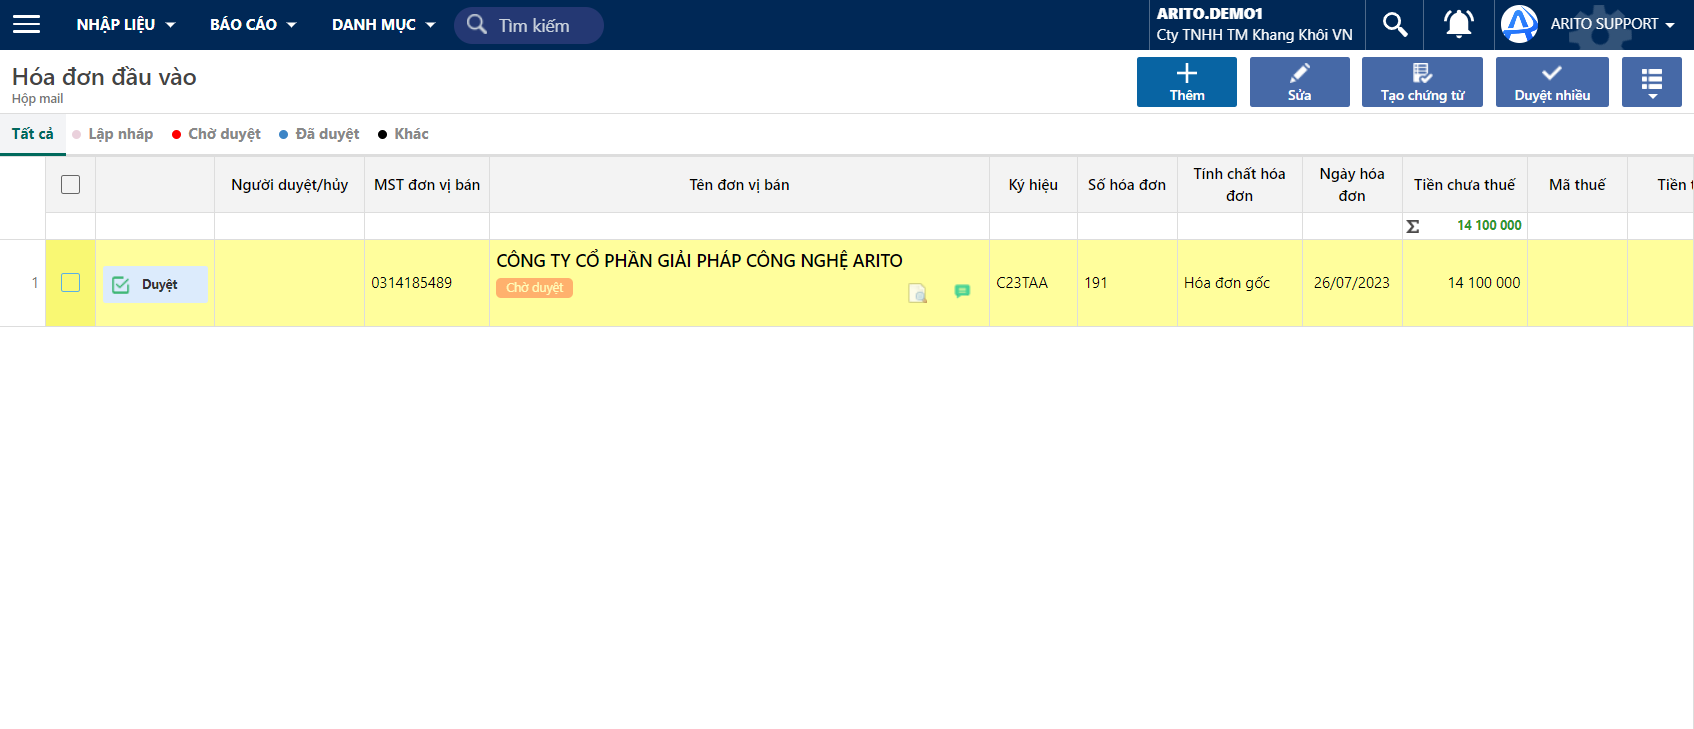 NHẬP LIỆU BÁO CÁO DANH MỤC Tìm kiếm
ARITO.DEMO1
Cty TNHH TM Khang Khôi VN
ARITO SUPPORT
Hóa đơn đầu vào
Hộp mail
Thêm Sửa Tạo chứng từ Duyệt nhiều
Tất cả Lập nháp Chờ duyệt Đã duyệt Khác
Người duyệt/hủy MST đơn vị bán Tên đơn vị bán Ký hiệu Số hóa đơn Tính chất hóa đơn Ngày hóa đơn Tiền chưa thuế Mã thuế Tiền
Σ 14 100 000
1 Duyệt 0314185489 CÔNG TY CỔ PHẦN GIẢI PHÁP CÔNG NGHỆ ARITO C23TAA 191 Hóa đơn gốc 26/07/2023 14 100 000
Chờ duyệt